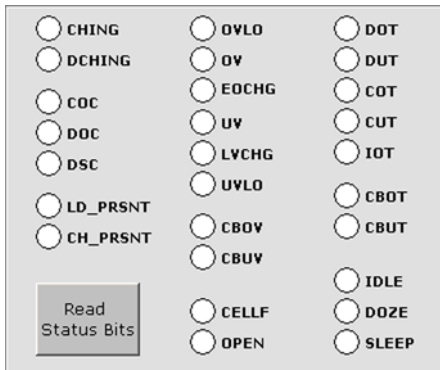 CHING
DCHING
COC
DOC
DSC
LD_PRSNT
CH_PRSNT
Read
Status Bits
OVLO
OV
EOCHG
UV
LVCHG
UVLO
CBOV
CBUV
CELLF
OPEN
DOT
DUT
COT
CUT
IOT
CBOT
CBUT
IDLE
DOZE
SLEEP